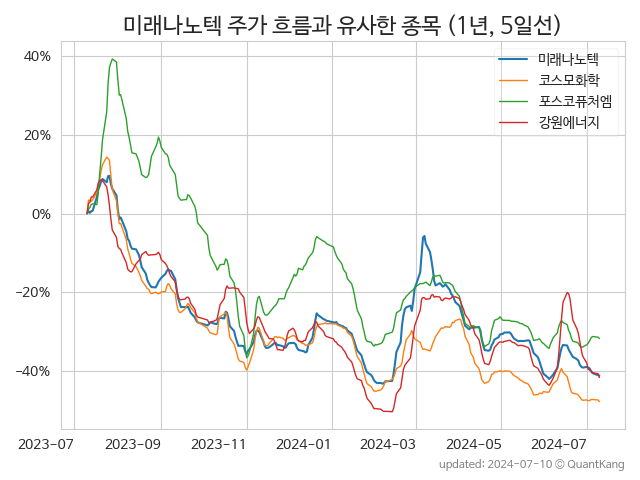 미래나노텍 주가 흐름과 유사한 종목 (1년, 5일선)
미래나노텍
코스모화학
포스코퓨처엠
강원에너지
40%
20%
0%
−20%
−40%
2023-07 2023-09 2023-11 2024-01 2024-03 2024-05 2024-07
updated: 2024-07-10 © QuantKang